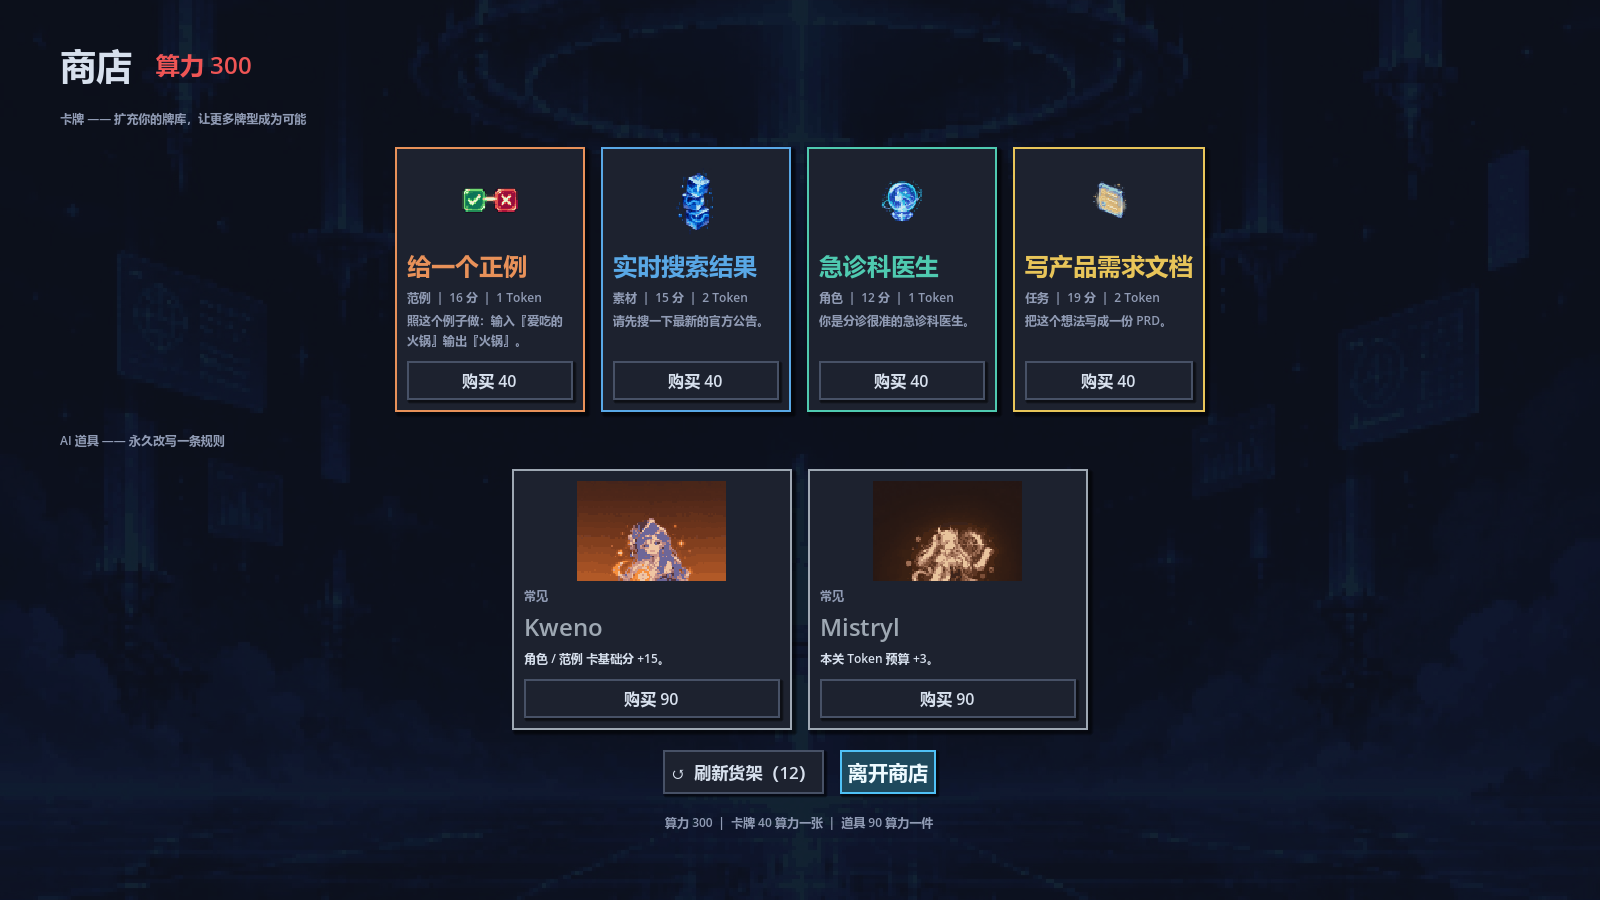 商店 算力 300
卡牌 —— 扩充你的牌库，让更多牌型成为可能
给一个正例
范例 | 16 分 | 1 Token
照这个例子做：输入『爱吃的
火锅』输出『火锅』。
购买 40
实时搜索结果
素材 | 15 分 | 2 Token
请先搜一下最新的官方公告。
购买 40
急诊科医生
角色 | 12 分 | 1 Token
你是分诊很准的急诊科医生。
购买 40
写产品需求文档
任务 | 19 分 | 2 Token
把这个想法写成一份 PRD。
购买 40
AI 道具 —— 永久改写一条规则
常见
Kweno
角色 / 范例 卡基础分 +15。
购买 90
常见
Mistryl
本关 Token 预算 +3。
购买 90
↺ 刷新货架（12）
离开商店
算力 300 | 卡牌 40 算力一张 | 道具 90 算力一件